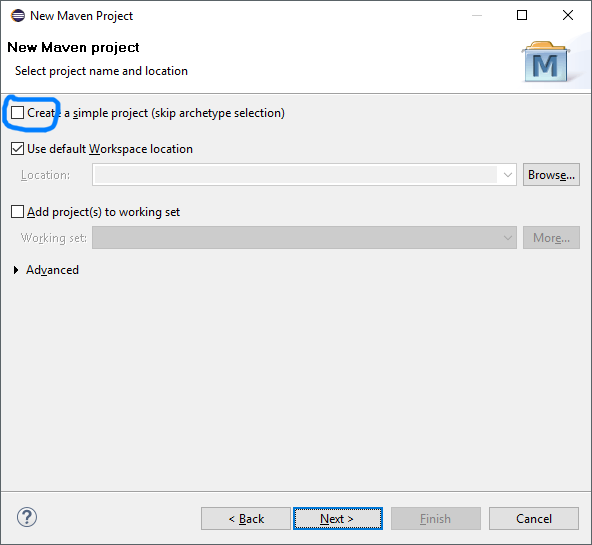 New Maven Project
New Maven project
Select project name and location
M
Create a simple project (skip archetype selection)
Use default Workspace location
Location:
Browse...
Add project(s) to working set
Working set:
More...
Advanced
?
< Back
Next >
Finish
Cancel